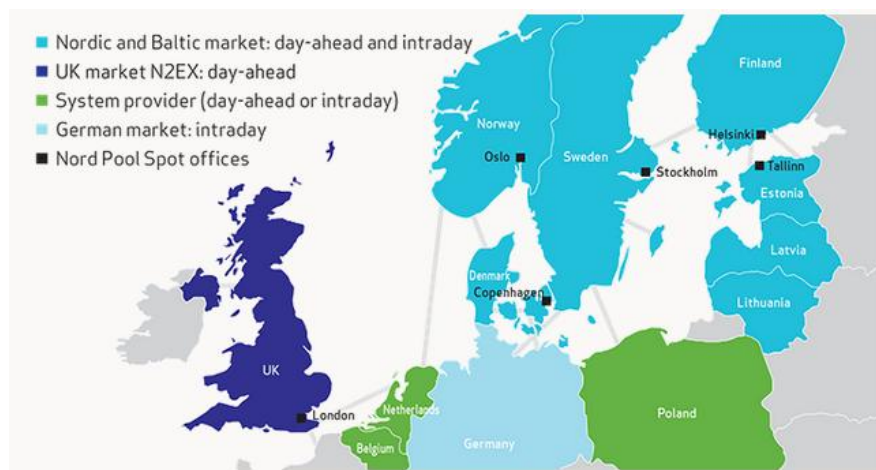 Nordic and Baltic market: day-ahead and intraday
UK market N2EX: day-ahead
System provider (day-ahead or intraday)
German market: intraday
Nord Pool Spot offices
Finland
Norway
Helsinki
Oslo
Sweden
Stockholm
Tallinn
Estonia
Latvia
Denmark
Copenhagen
Lithuania
UK
London
Netherlands
Poland
Belgium
Germany